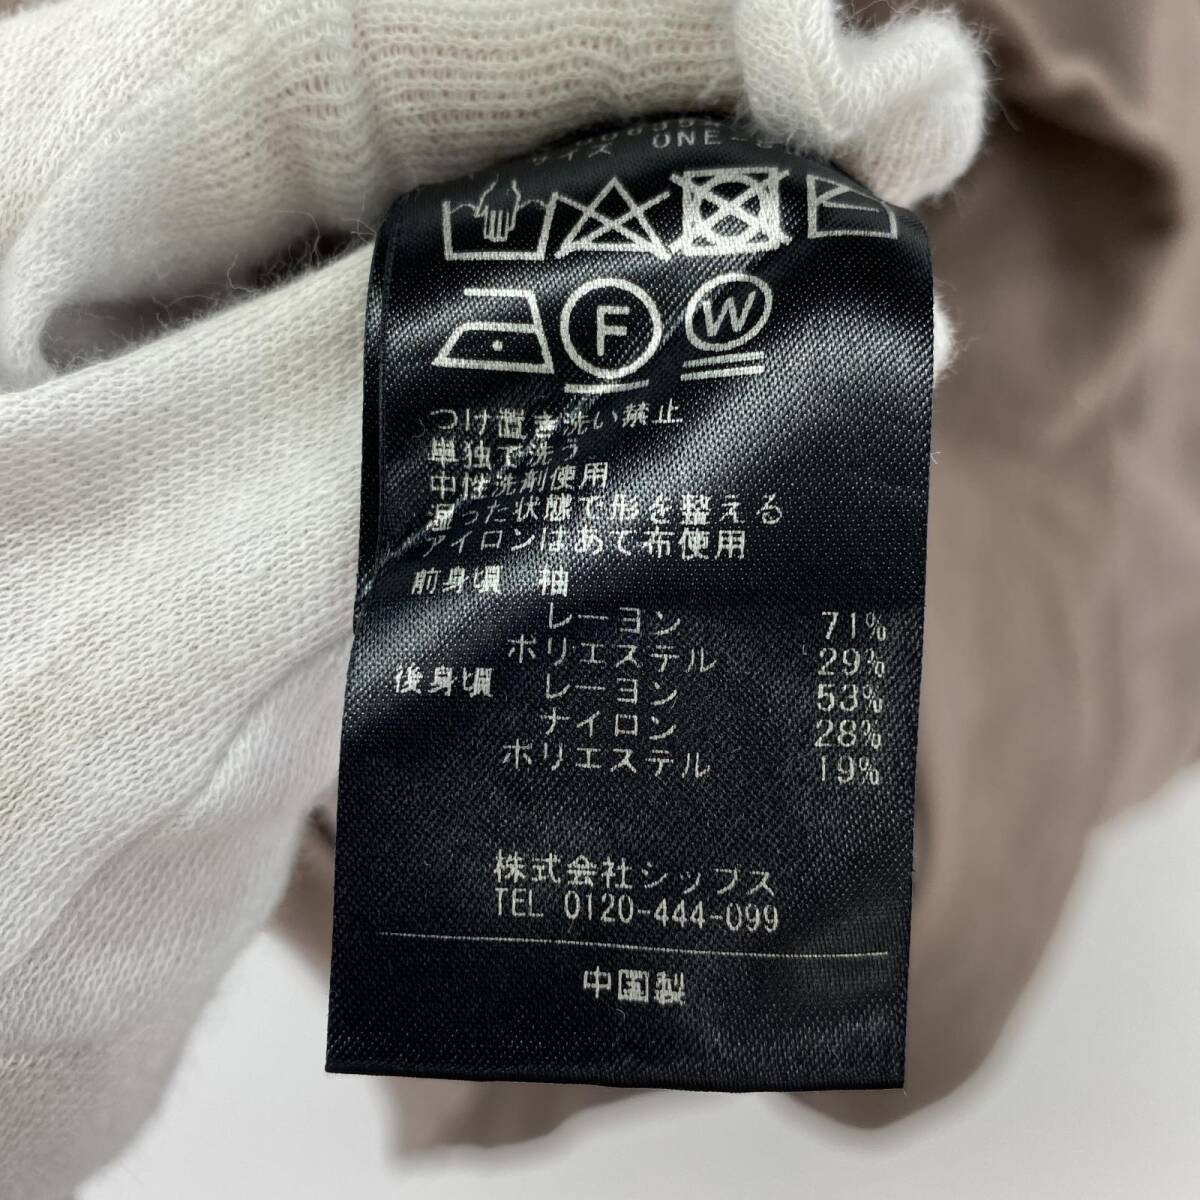 サイズ ONE
F W
つけ置き洗い禁止
単独で洗う
中性洗剤使用
湿った状態で形を整える
アイロンはあて布使用
前身頃 袖
レーヨン 71%
ポリエステル 29%
後身頃 レーヨン 53%
ナイロン 28%
ポリエステル 19%
株式会社シップス
TEL 0120-444-099
中国製